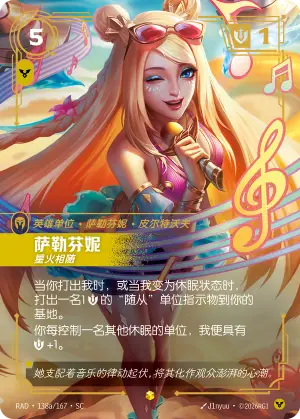 5
1
英雄单位·萨勒芬妮·皮尔特沃夫
萨勒芬妮
星火相随
当你打出我时，或当我变为休眠状态时，
打出一名1的“随从”单位指示物到你的
基地。
你每控制一名其他休眠的单位，我便具有
+1。
她支配着音乐的律动起伏，将其化作观众澎湃的心潮。
RAD · 138a/167 · SC
J1nyuu · ©2026RGI